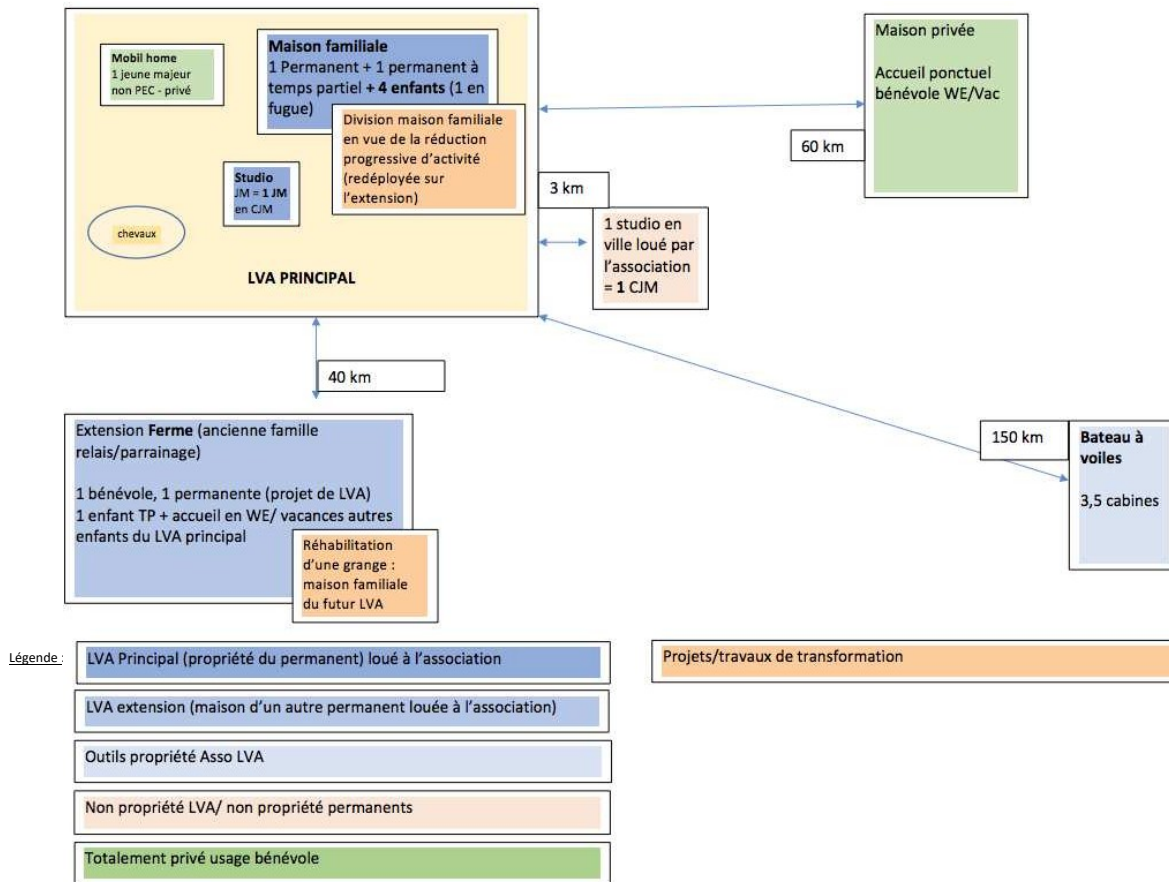 Mobil home
1 jeune majeur
non PEC - privé
Maison familiale
1 Permanent + 1 permanent à
temps partiel + 4 enfants (1 en
fugue)
Division maison familiale
en vue de la réduction
progressive d'activité
(redéployée sur
l'extension)
Studio
JM = 1 JM
en CJM
chevaux
LVA PRINCIPAL
Maison privée
Accueil ponctuel
bénévole WE/Vac
60 km
3 km
1 studio en
ville loué par
l'association
= 1 CJM
40 km
Extension Ferme (ancienne famille
relais/parrainage)
1 bénévole, 1 permanente (projet de LVA)
1 enfant TP + accueil en WE/ vacances autres
enfants du LVA principal
Réhabilitation
d'une grange :
maison familiale
du futur LVA
150 km
Bateau à
voiles
3,5 cabines
Légende :
LVA Principal (propriété du permanent) loué à l'association
Projets/travaux de transformation
LVA extension (maison d'un autre permanent louée à l'association)
Outils propriété Asso LVA
Non propriété LVA/ non propriété permanents
Totalement privé usage bénévole